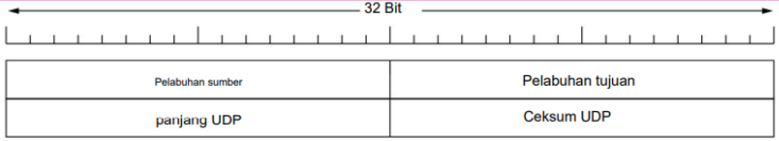 32 Bit
Pelabuhan sumber
Pelabuhan tujuan
panjang UDP
Ceksum UDP